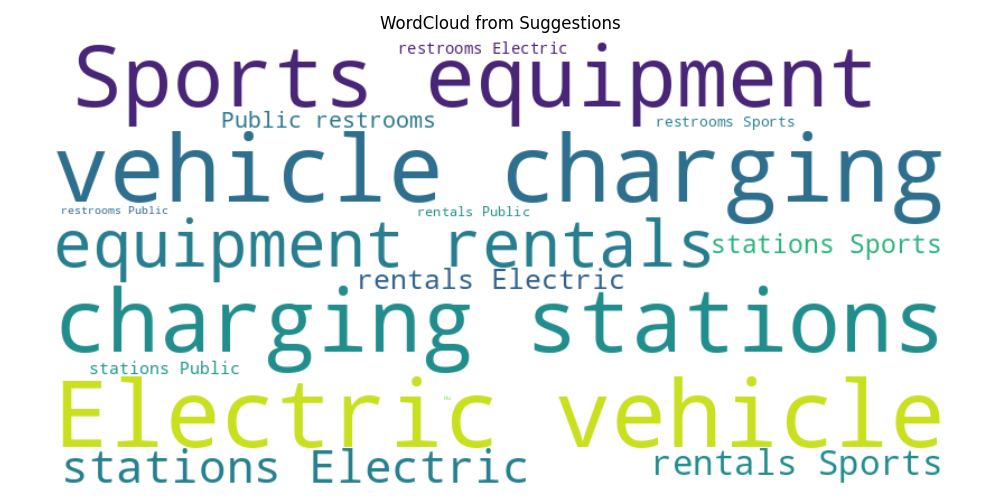 WordCloud from Suggestions
restrooms Electric
Sports equipment
Public restrooms
restrooms Sports
vehicle charging
restrooms Public
rentals Public
equipment rentals
stations Sports
rentals Electric
charging stations
stations Public
Electric vehicle
stations Electric
rentals Sports